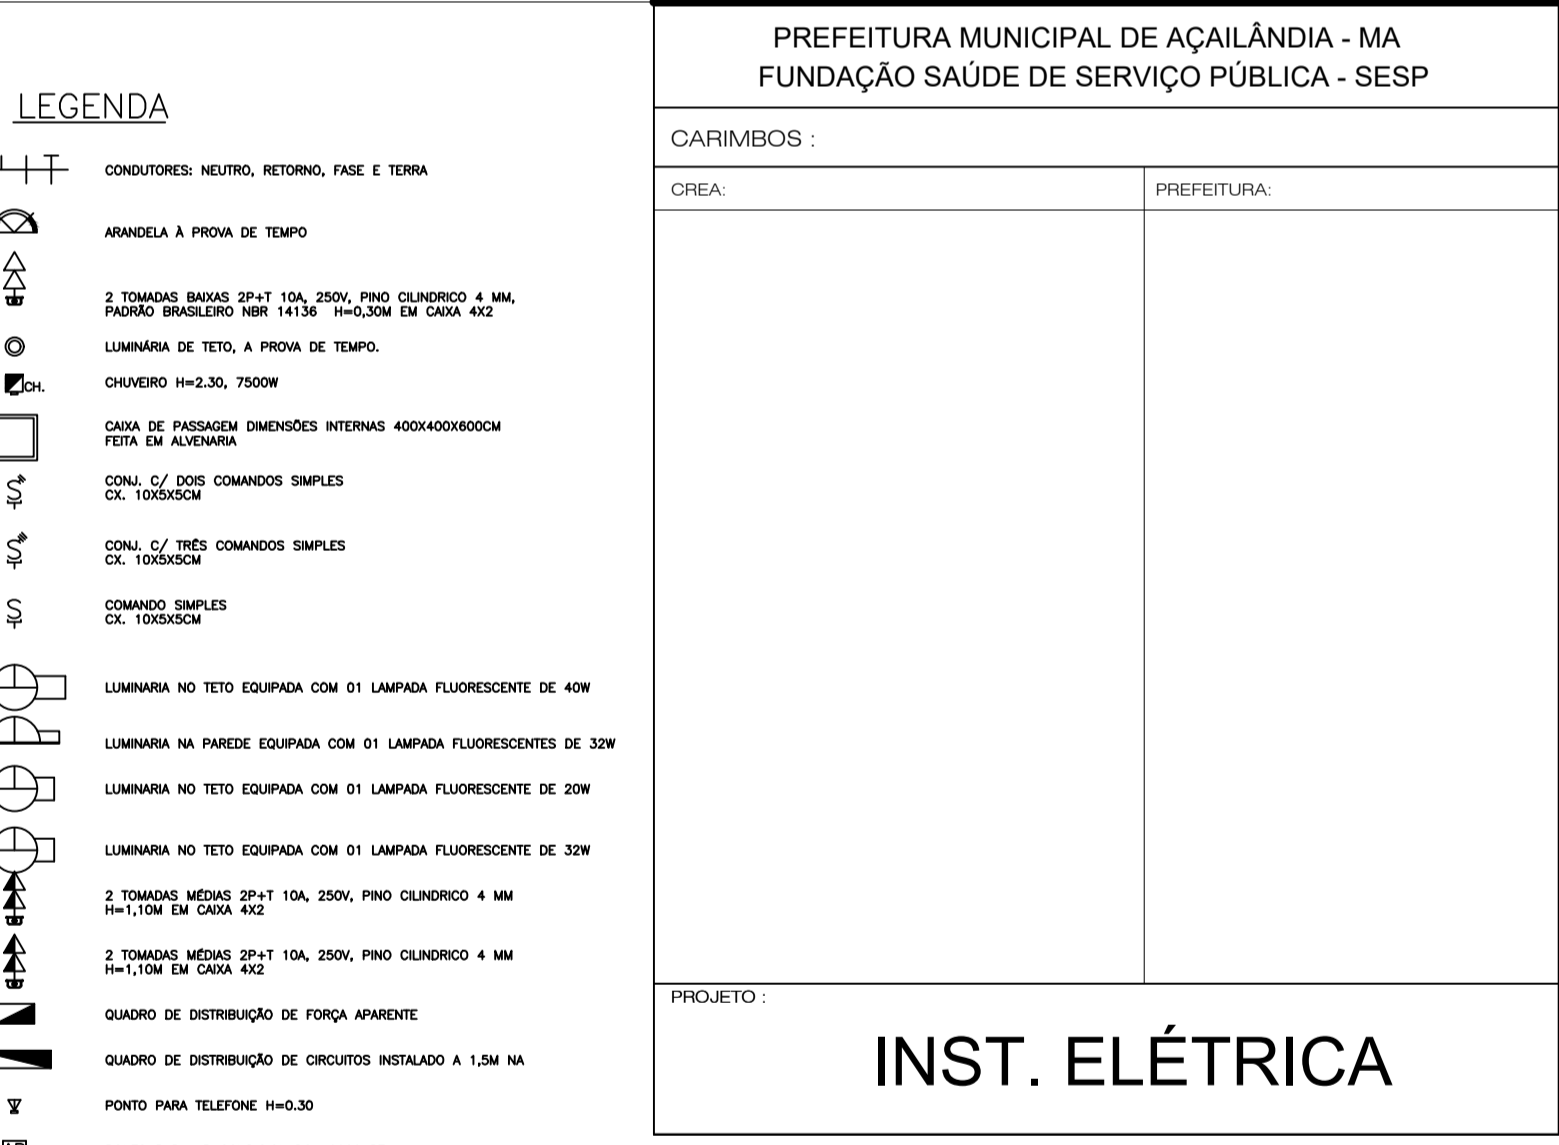 LEGENDA
CONDUTORES: NEUTRO, RETORNO, FASE E TERRA
ARANDELA À PROVA DE TEMPO
2 TOMADAS BAIXAS 2P+T 10A, 250V, PINO CILINDRICO 4 MM,
PADRÃO BRASILEIRO NBR 14136 H=0,30M EM CAIXA 4X2
LUMINÁRIA DE TETO, A PROVA DE TEMPO.
CH.
CHUVEIRO H=2.30, 7500W
CAIXA DE PASSAGEM DIMENSÕES INTERNAS 400X400X600CM
FEITA EM ALVENARIA
CONJ. C/ DOIS COMANDOS SIMPLES
CX. 10X5X5CM
CONJ. C/ TRÊS COMANDOS SIMPLES
CX. 10X5X5CM
S
COMANDO SIMPLES
CX. 10X5X5CM
LUMINARIA NO TETO EQUIPADA COM 01 LAMPADA FLUORESCENTE DE 40W
LUMINARIA NA PAREDE EQUIPADA COM 01 LAMPADA FLUORESCENTES DE 32W
LUMINARIA NO TETO EQUIPADA COM 01 LAMPADA FLUORESCENTE DE 20W
LUMINARIA NO TETO EQUIPADA COM 01 LAMPADA FLUORESCENTE DE 32W
2 TOMADAS MÉDIAS 2P+T 10A, 250V, PINO CILINDRICO 4 MM
H=1,10M EM CAIXA 4X2
2 TOMADAS MÉDIAS 2P+T 10A, 250V, PINO CILINDRICO 4 MM
H=1,10M EM CAIXA 4X2
QUADRO DE DISTRIBUIÇÃO DE FORÇA APARENTE
QUADRO DE DISTRIBUIÇÃO DE CIRCUITOS INSTALADO A 1,5M NA
PONTO PARA TELEFONE H=0.30
PREFEITURA MUNICIPAL DE AÇAILÂNDIA - MA
FUNDAÇÃO SAÚDE DE SERVIÇO PÚBLICA - SESP
CARIMBOS :
CREA:
PREFEITURA:
PROJETO :
INST. ELÉTRICA